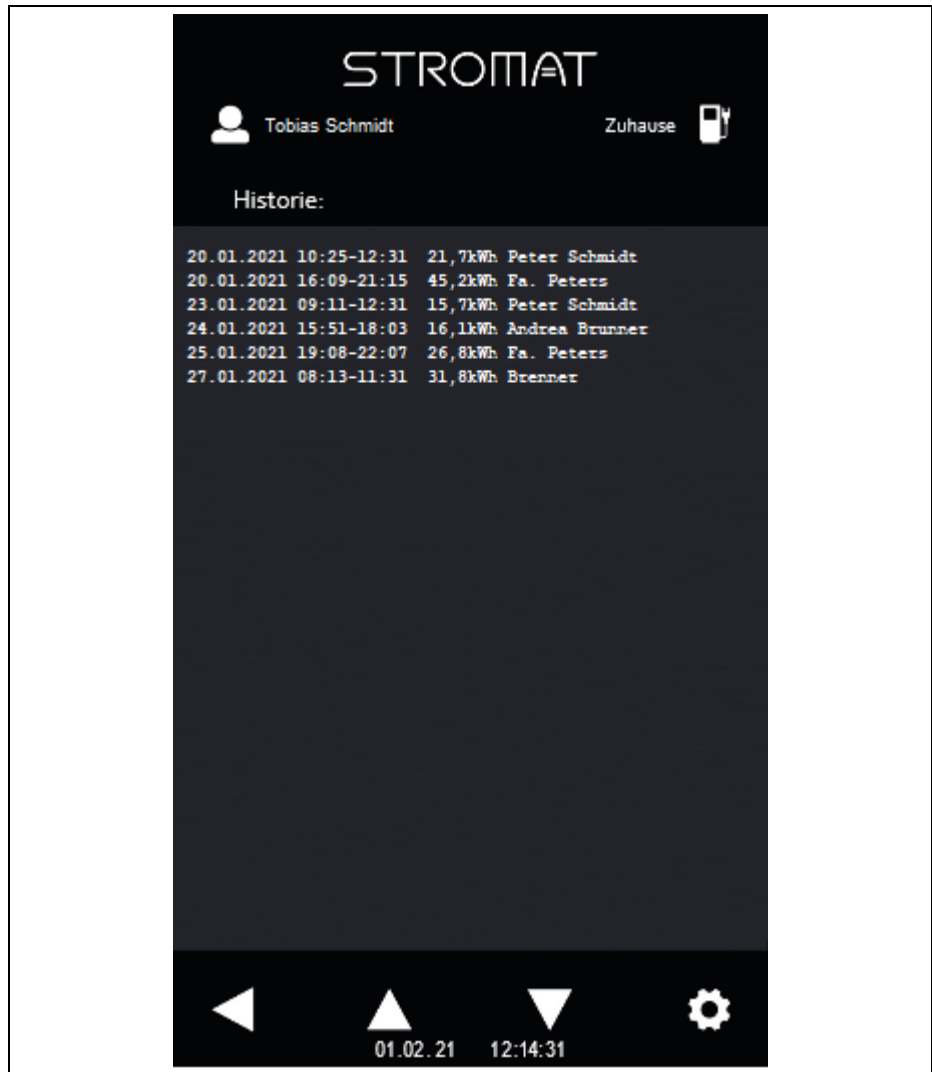 STROMAT
Tobias Schmidt Zuhause
Historie:
20.01.2021 10:25-12:31 21,7kWh Peter Schmidt
20.01.2021 16:09-21:15 45,2kWh Fa. Peters
23.01.2021 09:11-12:31 15,7kWh Peter Schmidt
24.01.2021 15:51-18:03 16,1kWh Andrea Brunner
25.01.2021 19:08-22:07 26,8kWh Fa. Peters
27.01.2021 08:13-11:31 31,8kWh Brenner
01.02.21 12:14:31